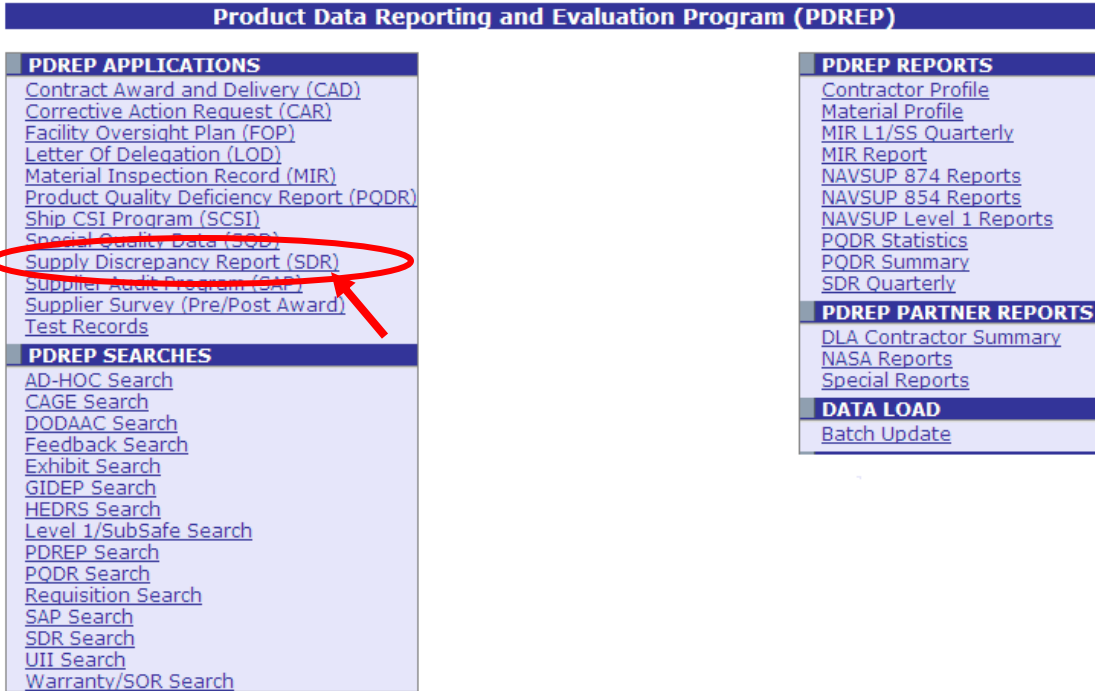 Product Data Reporting and Evaluation Program (PDREP)
PDREP APPLICATIONS
Contract Award and Delivery (CAD)
Corrective Action Request (CAR)
Facility Oversight Plan (FOP)
Letter Of Delegation (LOD)
Material Inspection Record (MIR)
Product Quality Deficiency Report (PQDR)
Ship CSI Program (SCSI)
Special Quality Data (SQD)
Supply Discrepancy Report (SDR)
Supplier Audit Program (SAP)
Supplier Survey (Pre/Post Award)
Test Records
PDREP SEARCHES
AD-HOC Search
CAGE Search
DODAAC Search
Feedback Search
Exhibit Search
GIDEP Search
HEDRS Search
Level 1/SubSafe Search
PDREP Search
PQDR Search
Requisition Search
SAP Search
SDR Search
UII Search
Warranty/SOR Search
PDREP REPORTS
Contractor Profile
Material Profile
MIR L1/SS Quarterly
MIR Report
NAVSUP 874 Reports
NAVSUP 854 Reports
NAVSUP Level 1 Reports
PQDR Statistics
PQDR Summary
SDR Quarterly
PDREP PARTNER REPORTS
DLA Contractor Summary
NASA Reports
Special Reports
DATA LOAD
Batch Update